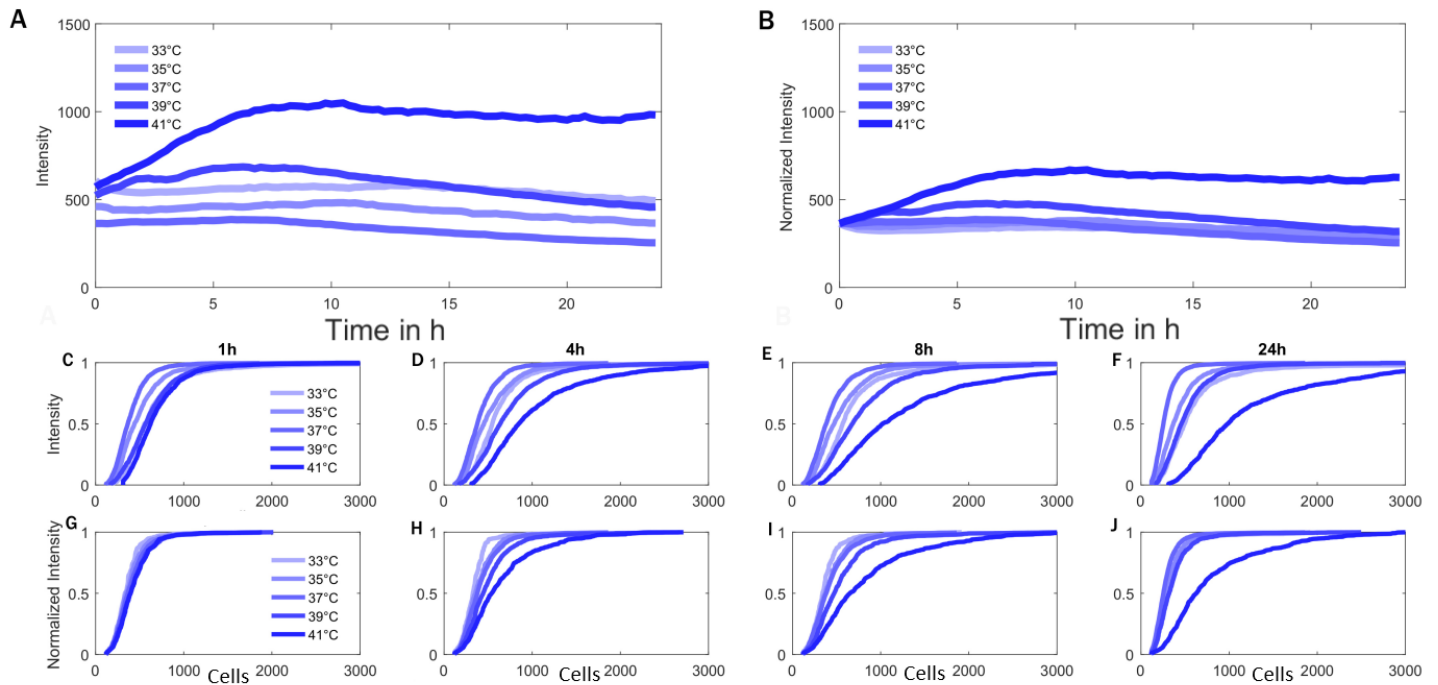 A
1500
1000
500
0
Intensity
33°C
35°C
37°C
39°C
41°C
0 5 10 15 20
Time in h
B
1500
1000
500
0
Normalized Intensity
33°C
35°C
37°C
39°C
41°C
0 5 10 15 20
Time in h
A
B
C
1h
1
0.5
0
Intensity
33°C
35°C
37°C
39°C
41°C
0 1000 2000 3000
D
4h
1
0.5
0
0 1000 2000 3000
E
8h
1
0.5
0
0 1000 2000 3000
F
24h
1
0.5
0
0 1000 2000 3000
G
1
0.5
0
Normalized Intensity
33°C
35°C
37°C
39°C
41°C
0 1000 2000 3000
Cells
H
1
0.5
0
0 1000 2000 3000
Cells
I
1
0.5
0
0 1000 2000 3000
Cells
J
1
0.5
0
0 1000 2000 3000
Cells